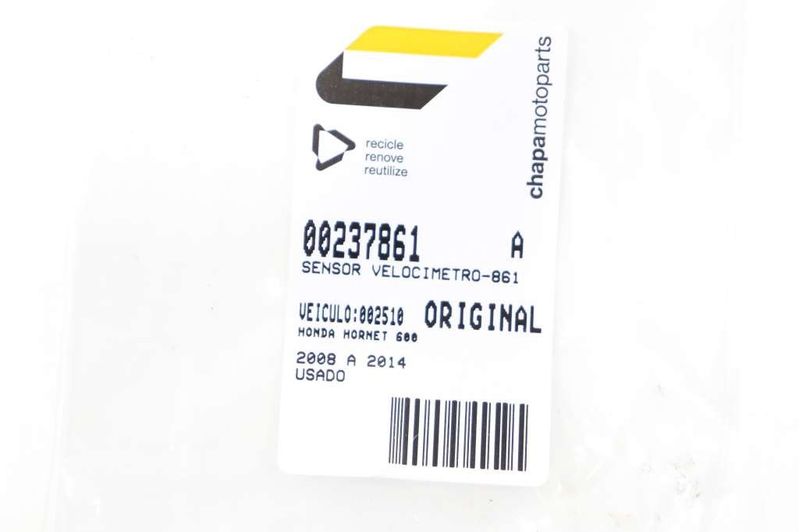 chapamotoparts
recicle
renove
reutilize
00237861 A
SENSOR VELOCIMETRO-861
VEICULO:002510 ORIGINAL
HONDA HORNET 600
2008 A 2014
USADO